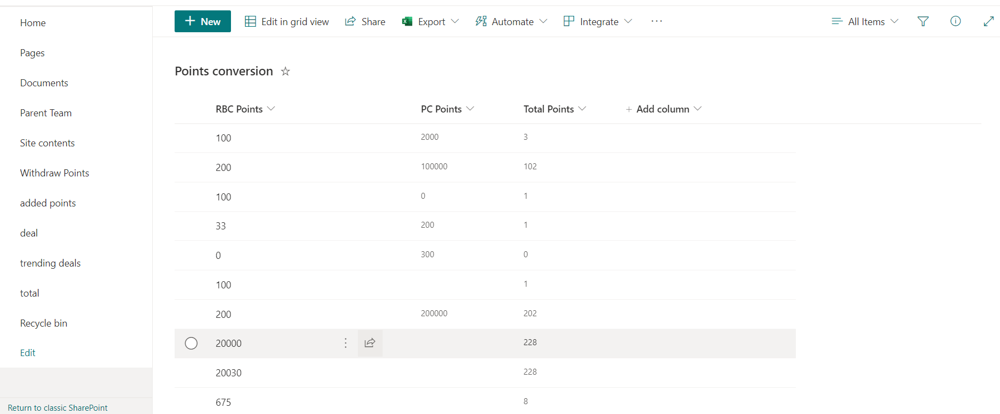 Home
Pages
Documents
Parent Team
Site contents
Withdraw Points
added points
deal
trending deals
total
Recycle bin
Edit
Return to classic SharePoint
+ New Edit in grid view Share Export Automate Integrate ··· All Items
Points conversion
RBC Points PC Points Total Points + Add column
100 2000 3
200 100000 102
100 0 1
33 200 1
0 300 0
100 1
200 200000 202
20000 228
20030 228
675 8